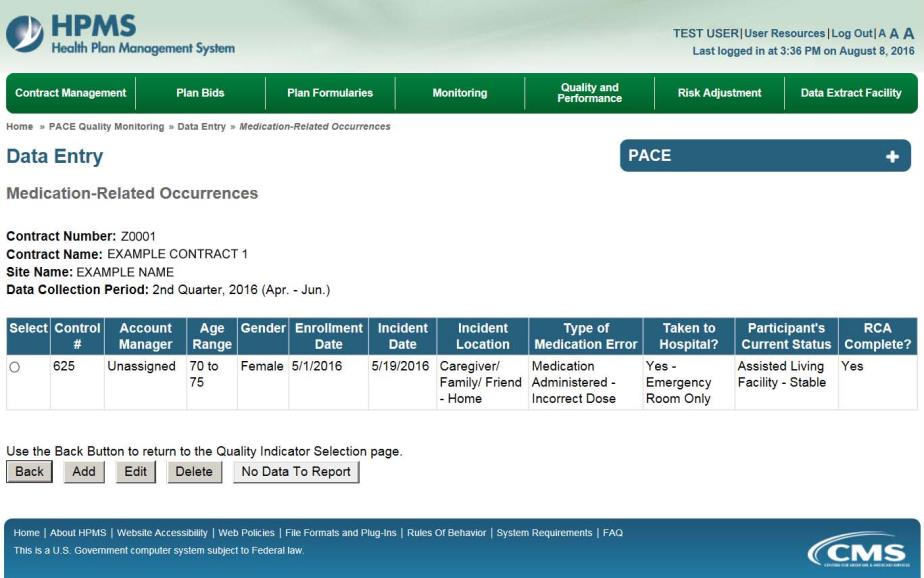 HPMS
Health Plan Management System
TEST USER|User Resources|Log Out|A A A
Last logged in at 3:36 PM on August 8, 2016
Contract Management Plan Bids Plan Formularies Monitoring Quality and Performance Risk Adjustment Data Extract Facility
Home » PACE Quality Monitoring » Data Entry » Medication-Related Occurrences
Data Entry
PACE +
Medication-Related Occurrences
Contract Number: Z0001
Contract Name: EXAMPLE CONTRACT 1
Site Name: EXAMPLE NAME
Data Collection Period: 2nd Quarter, 2016 (Apr. - Jun.)
Select Control # Account Manager Age Range Gender Enrollment Date Incident Date Incident Location Type of Medication Error Taken to Hospital? Participant's Current Status RCA Complete?
625 Unassigned 70 to 75 Female 5/1/2016 5/19/2016 Caregiver/ Family/ Friend - Home Medication Administered - Incorrect Dose Yes - Emergency Room Only Assisted Living Facility - Stable Yes
Use the Back Button to return to the Quality Indicator Selection page.
Back Add Edit Delete No Data To Report
Home | About HPMS | Website Accessibility | Web Policies | File Formats and Plug-Ins | Rules Of Behavior | System Requirements | FAQ
This is a U.S. Government computer system subject to Federal law.
CMS
CENTERS FOR MEDICARE & MEDICAID SERVICES